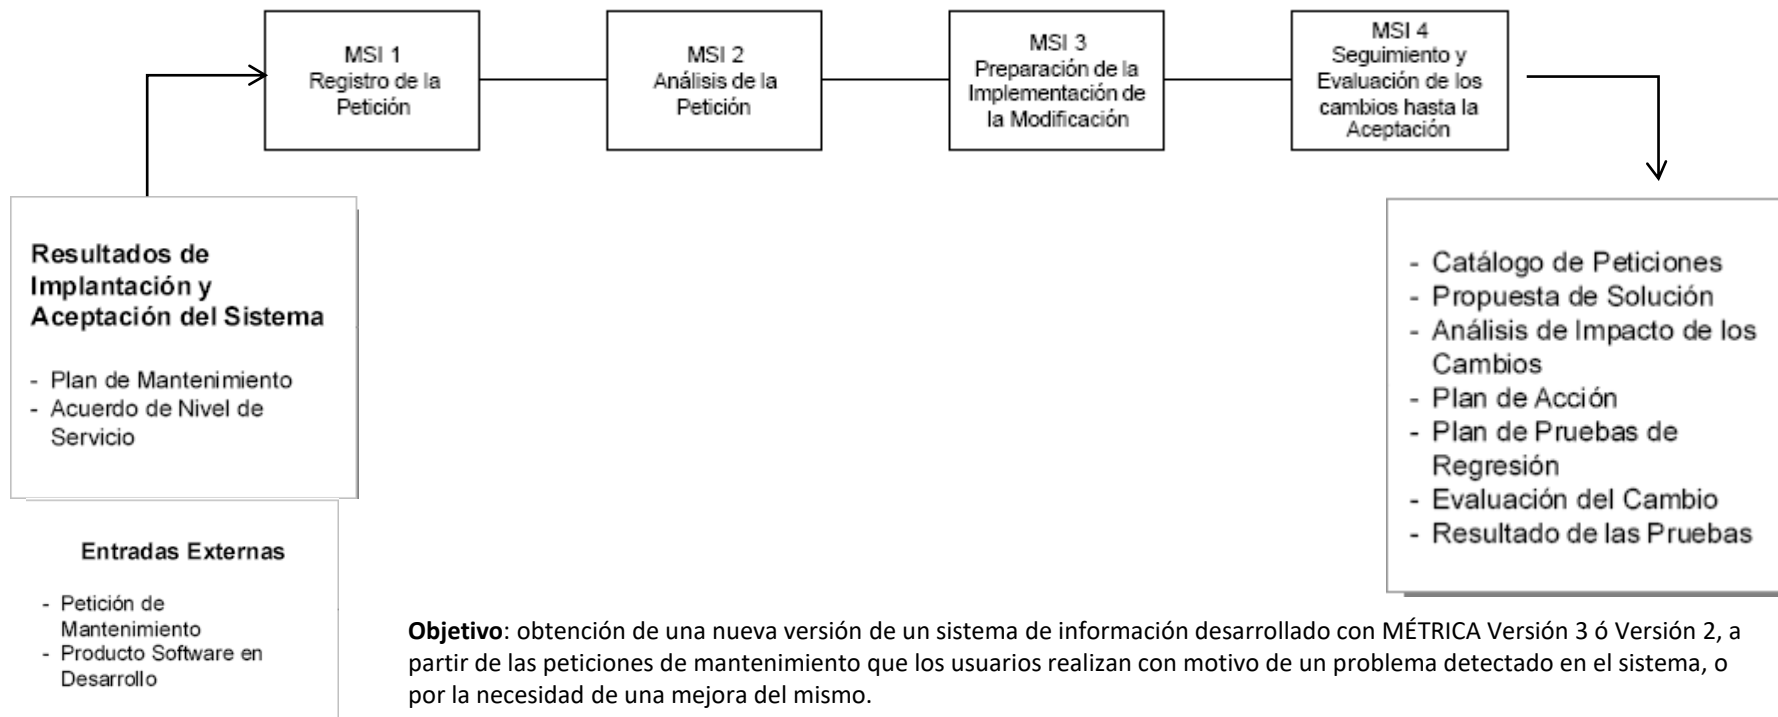 MSI 1
Registro de la
Petición
MSI 2
Análisis de la
Petición
MSI 3
Preparación de la
Implementación de
la Modificación
MSI 4
Seguimiento y
Evaluación de los
cambios hasta la
Aceptación
Resultados de
Implantación y
Aceptación del Sistema
- Plan de Mantenimiento
- Acuerdo de Nivel de
Servicio
Entradas Externas
- Petición de
Mantenimiento
- Producto Software en
Desarrollo
- Catálogo de Peticiones
- Propuesta de Solución
- Análisis de Impacto de los
Cambios
- Plan de Acción
- Plan de Pruebas de
Regresión
- Evaluación del Cambio
- Resultado de las Pruebas
Objetivo: obtención de una nueva versión de un sistema de información desarrollado con MÉTRICA Versión 3 ó Versión 2, a
partir de las peticiones de mantenimiento que los usuarios realizan con motivo de un problema detectado en el sistema, o
por la necesidad de una mejora del mismo.